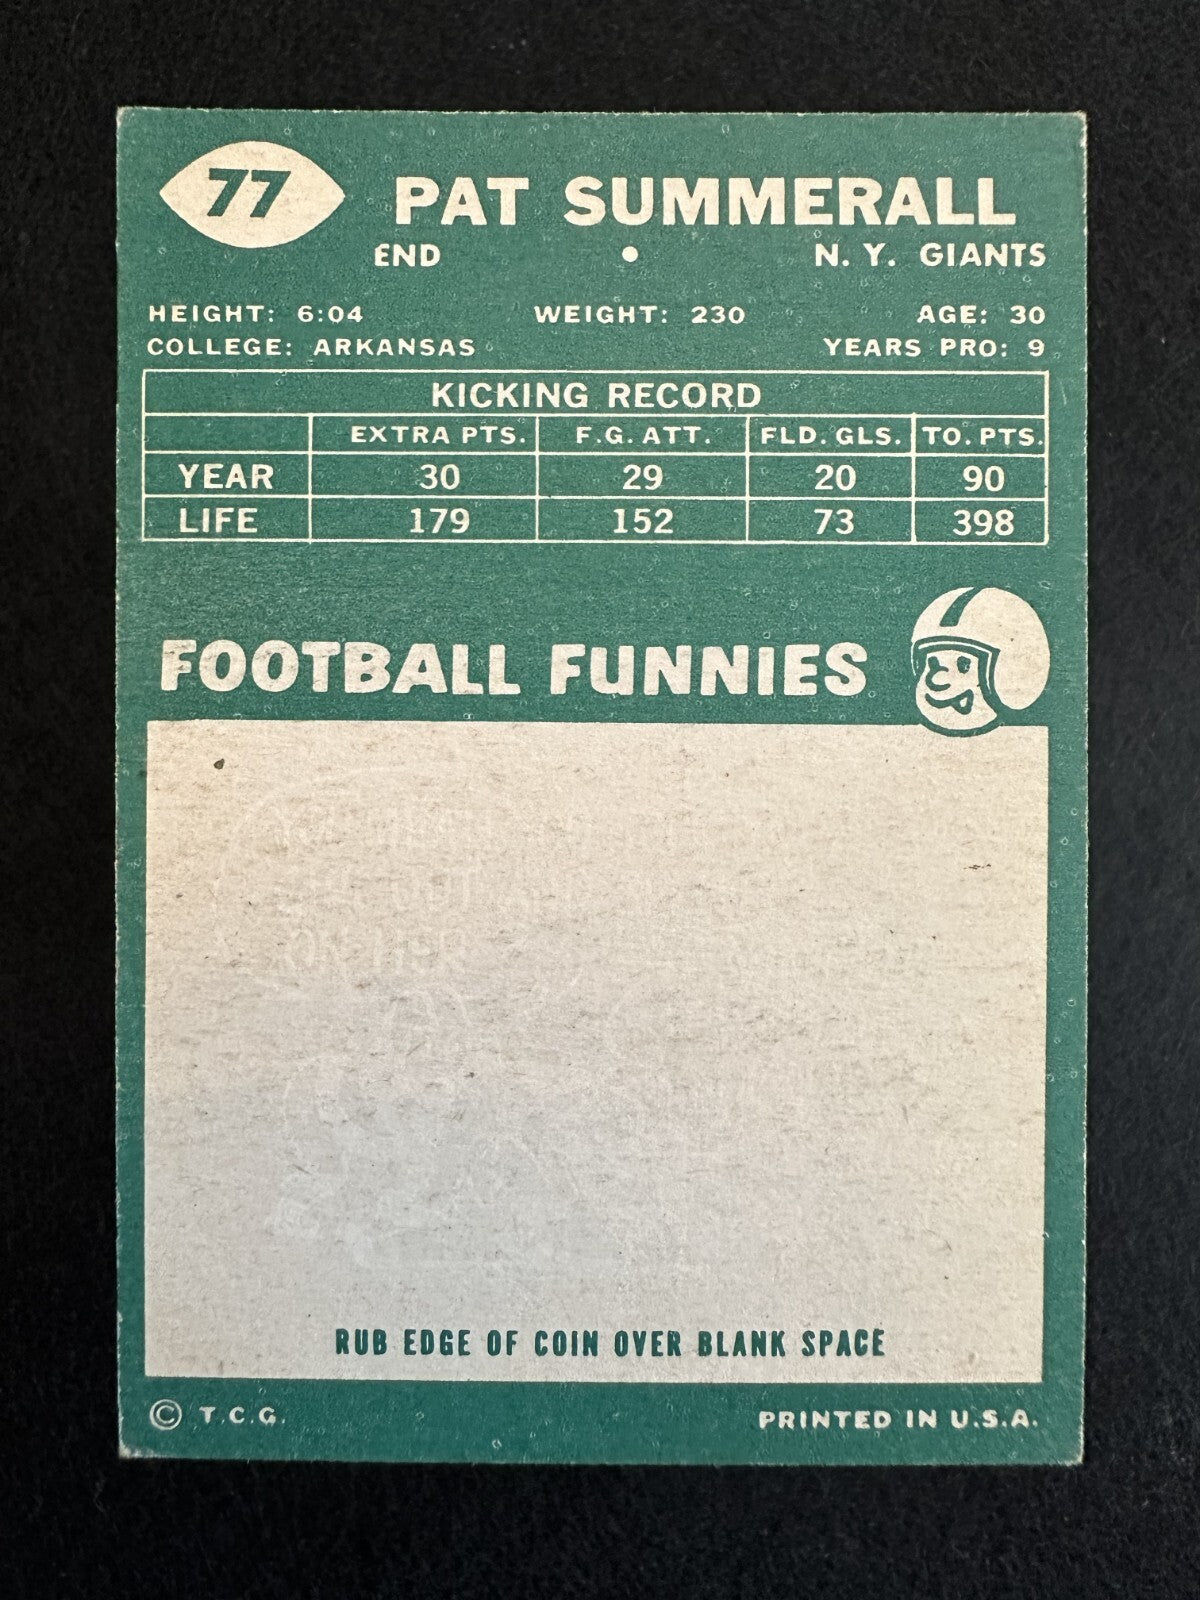 77
PAT SUMMERALL
END • N. Y. GIANTS
HEIGHT: 6:04 WEIGHT: 230 AGE: 30
COLLEGE: ARKANSAS YEARS PRO: 9
KICKING RECORD
EXTRA PTS. F.G. ATT. FLD. GLS. TO. PTS.
YEAR 30 29 20 90
LIFE 179 152 73 398
FOOTBALL FUNNIES
RUB EDGE OF COIN OVER BLANK SPACE
© T.C.G. PRINTED IN U.S.A.